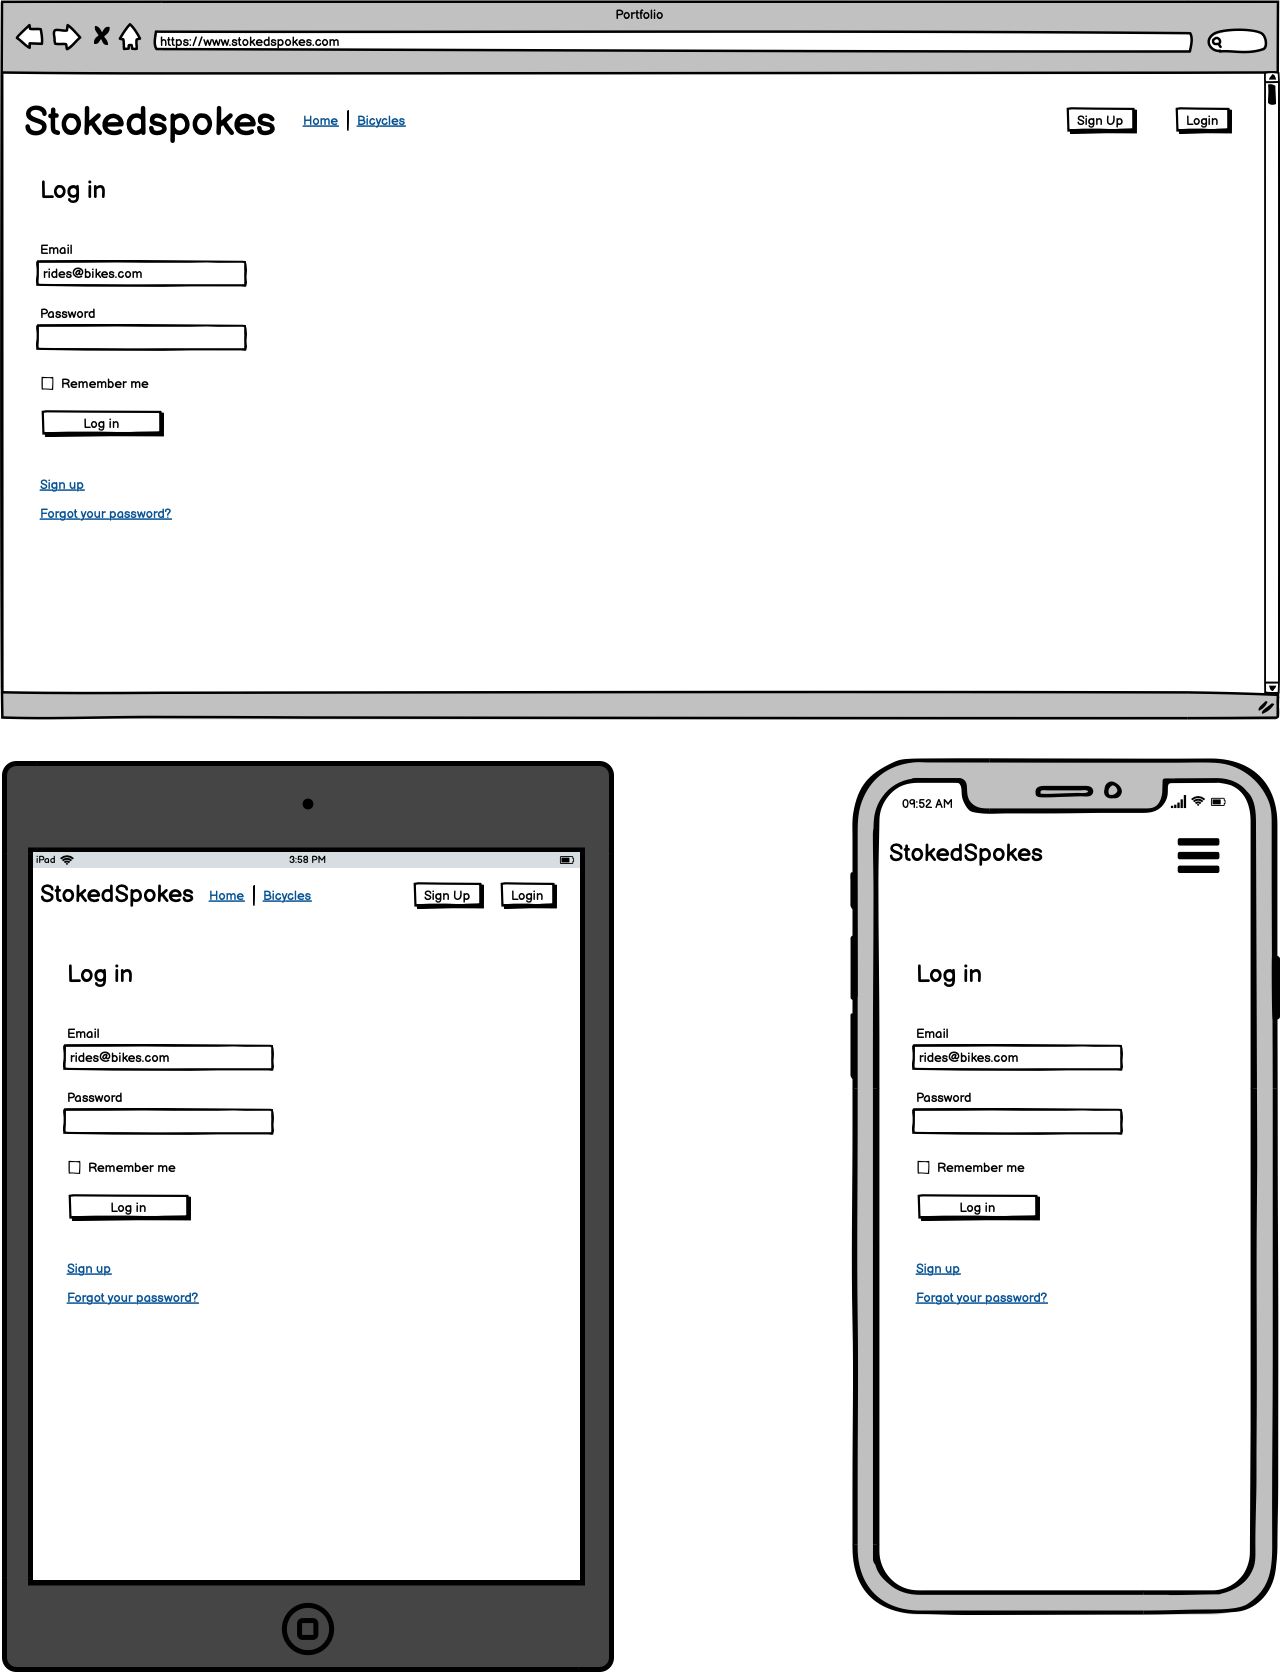 Portfolio
https://www.stokedspokes.com
Stokedspokes Home Bicycles Sign Up Login
Log in
Email
rides@bikes.com
Password
Remember me
Log in
Sign up
Forgot your password?
iPad 3:58 PM
StokedSpokes Home Bicycles Sign Up Login
Log in
Email
rides@bikes.com
Password
Remember me
Log in
Sign up
Forgot your password?
09:52 AM
StokedSpokes
Log in
Email
rides@bikes.com
Password
Remember me
Log in
Sign up
Forgot your password?